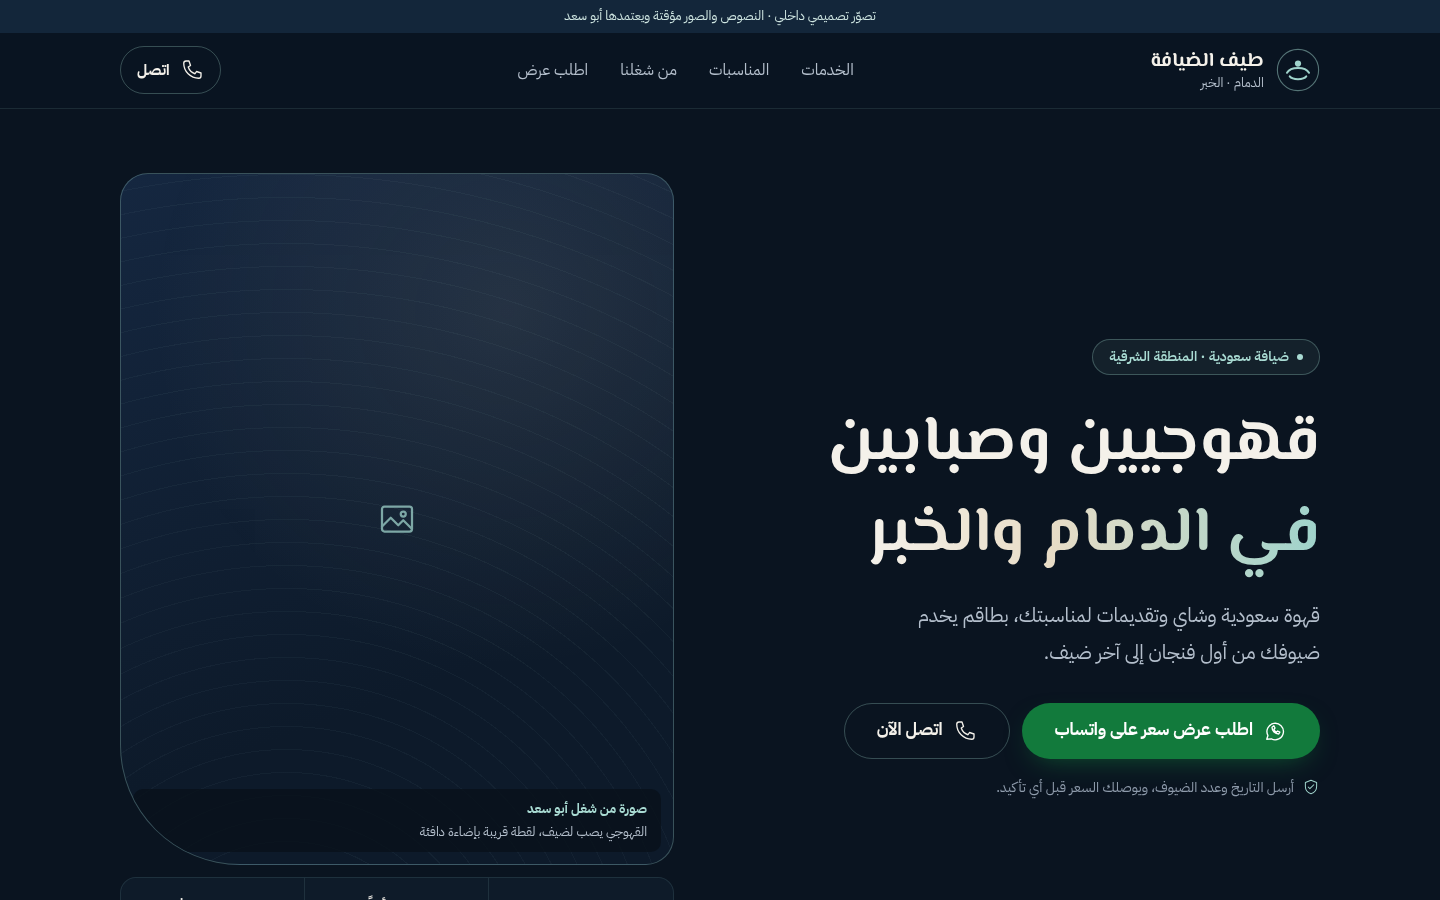 تصوّر تصميمي داخلي · النصوص والصور مؤقتة ويعتمدها أبو سعد
طيف الضيافة
الدمام · الخبر
الخدمات
المناسبات
من شغلنا
اطلب عرض
اتصل
ضيافة سعودية · المنطقة الشرقية
قهوجيين وصبابين
في الدمام والخبر
قهوة سعودية وشاي وتقديمات لمناسبتك، بطاقم يخدم
ضيوفك من أول فنجان إلى آخر ضيف.
اطلب عرض سعر على واتساب
اتصل الآن
أرسل التاريخ وعدد الضيوف، ويوصلك السعر قبل أي تأكيد.
صورة من شغل أبو سعد
القهوجي يصب لضيف، لقطة قريبة بإضاءة دافئة